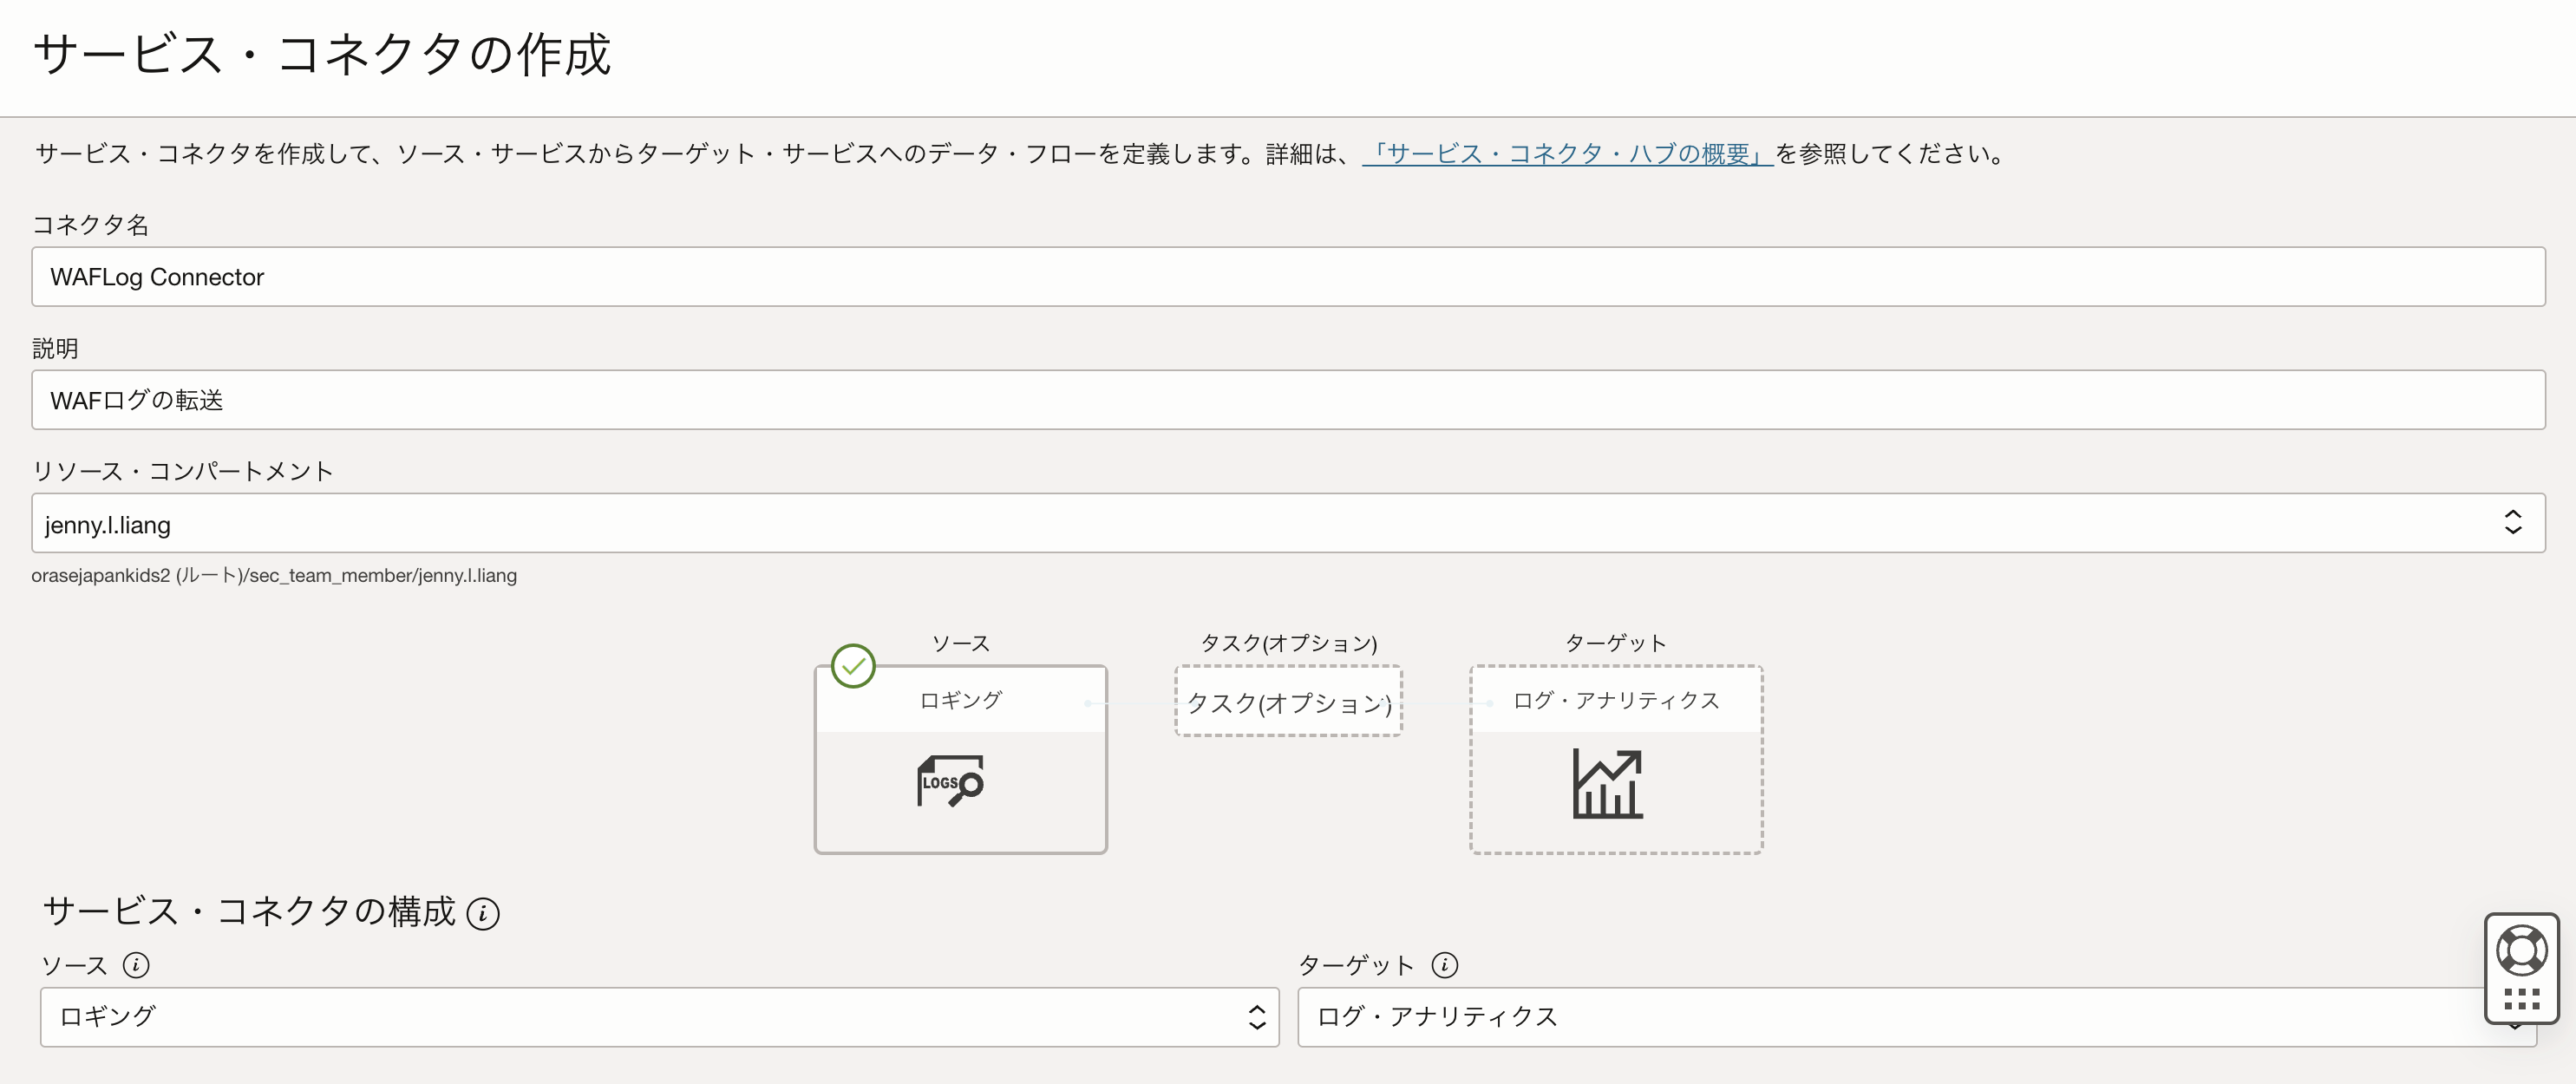 サービス・コネクタの作成
サービス・コネクタを作成して、ソース・サービスからターゲット・サービスへのデータ・フローを定義します。詳細は、「サービス・コネクタ・ハブの概要」を参照してください。
コネクタ名
WAFLog Connector
説明
WAFログの転送
リソース・コンパートメント
jenny.l.liang
orasejapankids2 (ルート)/sec_team_member/jenny.l.liang
ソース
タスク(オプション)
ターゲット
ロギング
タスク(オプション)
ログ・アナリティクス
LOGS
サービス・コネクタの構成
ソース
ターゲット
ロギング
ログ・アナリティクス